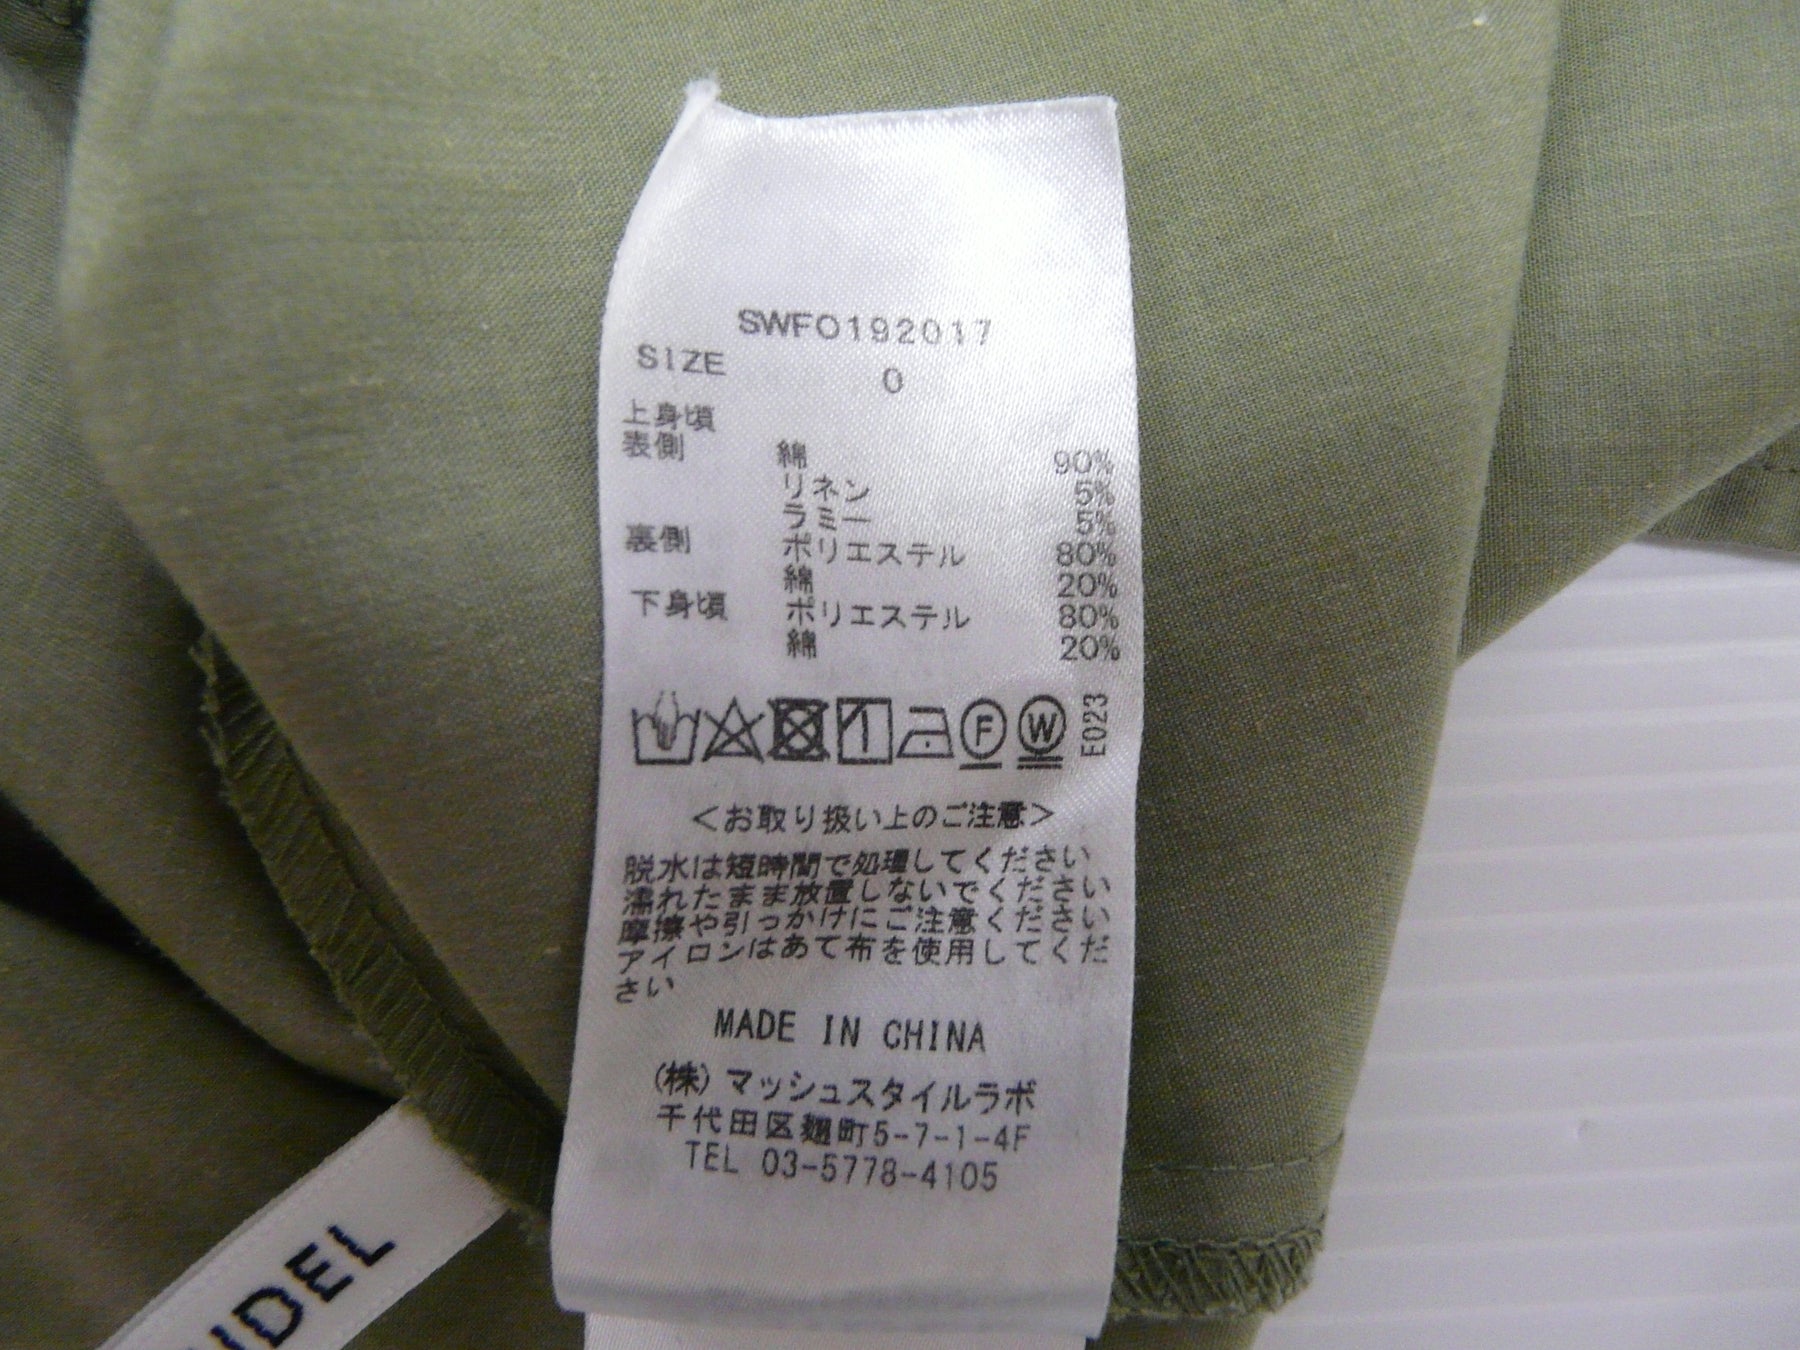 SWFO192017
SIZE 0
上身頃
表側 綿 90%
リネン 5%
ラミー 5%
裏側 ポリエステル 80%
綿 20%
下身頃 ポリエステル 80%
綿 20%
1 F W E023
<お取り扱い上のご注意>
脱水は短時間で処理してください
濡れたまま放置しないでください
摩擦や引っかけにご注意ください
アイロンはあて布を使用してくだ
さい
MADE IN CHINA
(株)マッシュスタイルラボ
千代田区麹町5-7-1-4F
TEL 03-5778-4105
IDEL